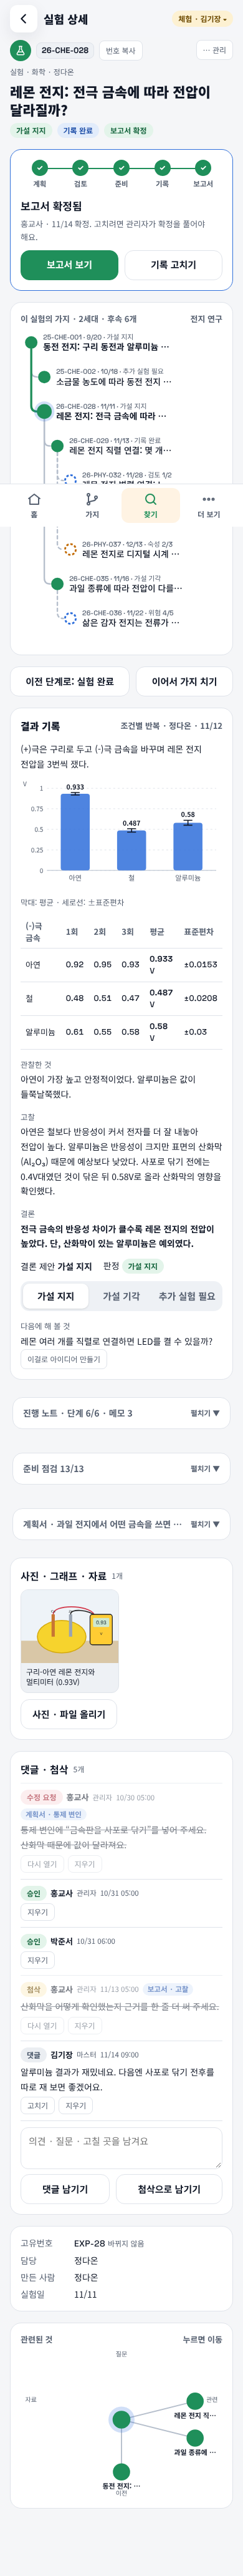 실험 상세
체험 · 김기장
26-CHE-028
번호 복사
··· 관리
실험 · 화학 · 정다온
레몬 전지: 전극 금속에 따라 전압이
달라질까?
가설 지지
기록 완료
보고서 확정
계획
검토
준비
기록
보고서
보고서 확정됨
홍교사 · 11/14 확정. 고치려면 관리자가 확정을 풀어야
해요.
보고서 보기
기록 고치기
이 실험의 가지 · 2세대 · 후속 6개
전지 연구
25-CHE-001 · 9/20 · 가설 지지
동전 전지: 구리 동전과 알루미늄 ···
25-CHE-002 · 10/18 · 추가 실험 필요
소금물 농도에 따라 동전 전지 ···
26-CHE-028 · 11/11 · 가설 지지
레몬 전지: 전극 금속에 따라 ···
26-CHE-029 · 11/13 · 기록 완료
레몬 전지 직렬 연결: 몇 개···
26-PHY-032 · 11/28 · 검토 1/2
홈
가지
찾기
더 보기
26-PHY-037 · 12/13 · 숙성 2/3
레몬 전지로 디지털 시계 ···
26-CHE-035 · 11/16 · 가설 기각
과일 종류에 따라 전압이 다를···
26-CHE-036 · 11/22 · 위험 4/5
삶은 감자 전지는 전류가 ···
이전 단계로: 실험 완료
이어서 가지 치기
결과 기록
조건별 반복 · 정다온 · 11/12
(+)극은 구리로 두고 (-)극 금속을 바꾸며 레몬 전지
전압을 3번씩 쟀다.
V
1
0.75
0.5
0.25
0
0.933
0.487
0.58
아연
철
알루미늄
막대: 평균 · 세로선: ±표준편차
(-)극 금속 1회 2회 3회 평균 표준편차
아연 0.92 0.95 0.93 0.933 V ±0.0153
철 0.48 0.51 0.47 0.487 V ±0.0208
알루미늄 0.61 0.55 0.58 0.58 V ±0.03
관찰한 것
아연이 가장 높고 안정적이었다. 알루미늄은 값이
들쭉날쭉했다.
고찰
아연은 철보다 반응성이 커서 전자를 더 잘 내놓아
전압이 높다. 알루미늄은 반응성이 크지만 표면의 산화막
(Al₂O₃) 때문에 예상보다 낮았다. 사포로 닦기 전에는
0.4V대였던 것이 닦은 뒤 0.58V로 올라 산화막의 영향을
확인했다.
결론
전극 금속의 반응성 차이가 클수록 레몬 전지의 전압이
높았다. 단, 산화막이 있는 알루미늄은 예외였다.
결론 제안 가설 지지 판정 가설 지지
가설 지지
가설 기각
추가 실험 필요
다음에 해 볼 것
레몬 여러 개를 직렬로 연결하면 LED를 켤 수 있을까?
이걸로 아이디어 만들기
진행 노트 · 단계 6/6 · 메모 3
펼치기 ▼
준비 점검 13/13
펼치기 ▼
계획서 · 과일 전지에서 어떤 금속을 쓰면 ···
펼치기 ▼
사진 · 그래프 · 자료 1개
0.93
구리-아연 레몬 전지와
멀티미터 (0.93V)
사진 · 파일 올리기
댓글 · 첨삭 5개
수정 요청 홍교사 관리자 10/30 05:00
계획서 · 통제 변인
통제 변인에 “금속판을 사포로 닦기”를 넣어 주세요.
산화막 때문에 값이 달라져요.
다시 열기
지우기
승인 홍교사 관리자 10/31 05:00
지우기
승인 박준서 10/31 06:00
지우기
첨삭 홍교사 관리자 11/13 05:00 보고서 · 고찰
산화막을 어떻게 확인했는지 근거를 한 줄 더 써 주세요.
다시 열기
지우기
댓글 김기장 마스터 11/14 09:00
알루미늄 결과가 재밌네요. 다음엔 사포로 닦기 전후를
따로 재 보면 좋겠어요.
고치기
지우기
의견 · 질문 · 고칠 곳을 남겨요
댓글 남기기
첨삭으로 남기기
고유번호 EXP-28 바뀌지 않음
담당 정다온
만든 사람 정다온
실험일 11/11
관련된 것
누르면 이동
질문
자료
관련
레몬 전지 직···
과일 종류에 ···
동전 전지: ···
이전